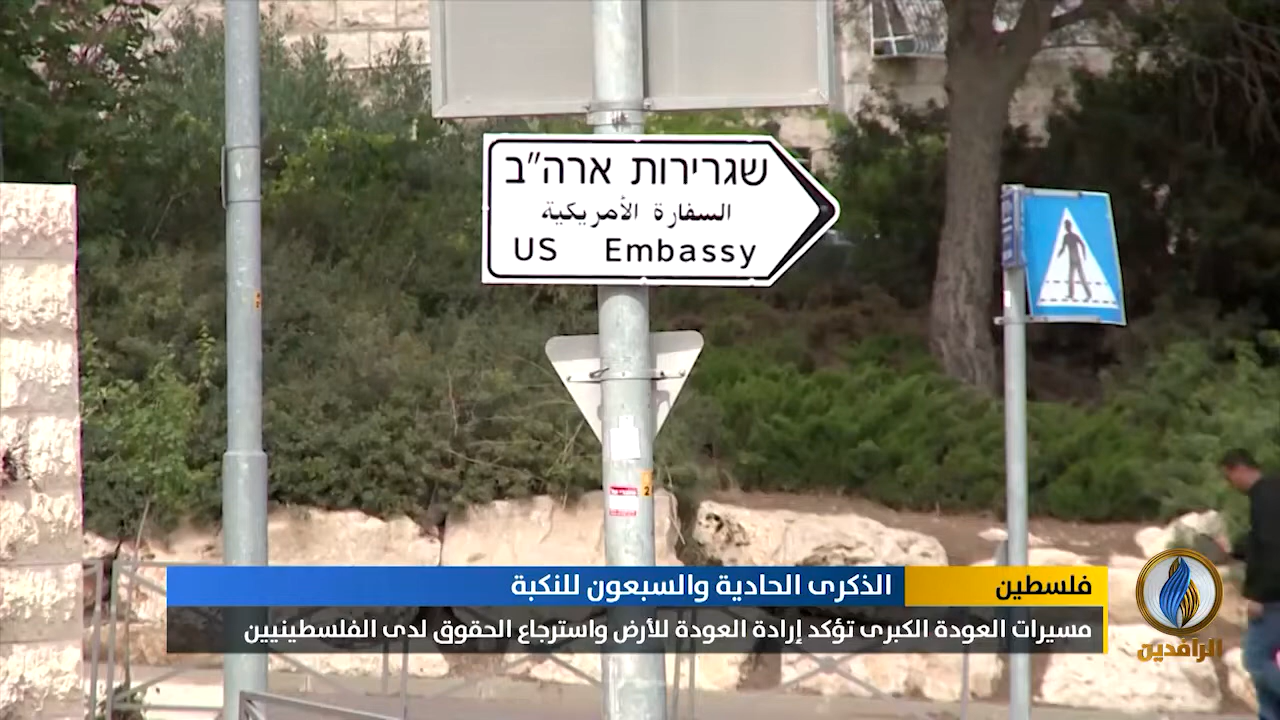 שגרירות ארה"ב
السفارة الأمريكية
US Embassy
2
فلسطين
الذكرى الحادية والسبعون للنكبة
مسيرات العودة الكبرى تؤكد إرادة العودة للأرض واسترجاع الحقوق لدى الفلسطينيين
الرافدين